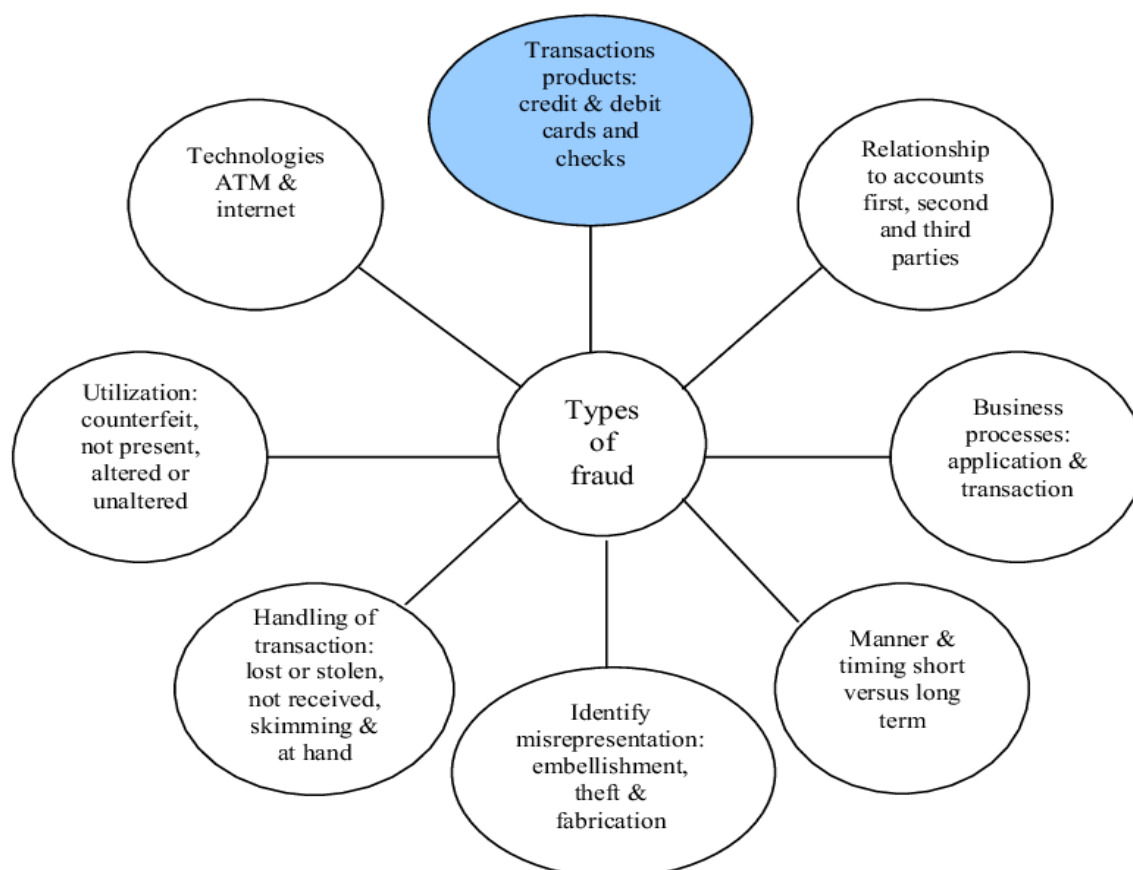 Transactions
products:
credit & debit
cards and
checks
Technologies
ATM &
internet
Relationship
to accounts
first, second
and third
parties
Utilization:
counterfeit,
not present,
altered or
unaltered
Types
of
fraud
Business
processes:
application &
transaction
Handling of
transaction:
lost or stolen,
not received,
skimming &
at hand
Identify
misrepresentation:
embellishment,
theft &
fabrication
Manner &
timing short
versus long
term